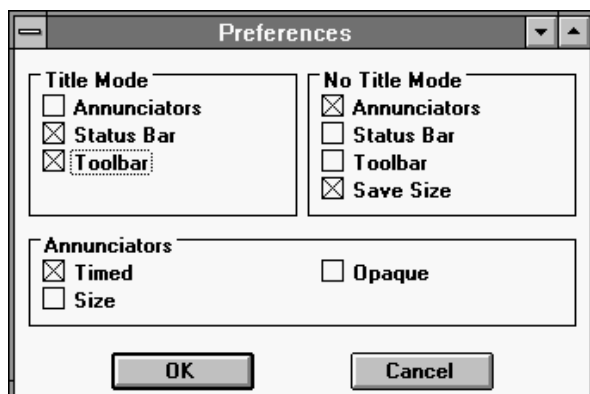 Preferences
Title Mode
Annunciators
Status Bar
Toolbar
No Title Mode
Annunciators
Status Bar
Toolbar
Save Size
Annunciators
Timed
Opaque
Size
OK
Cancel